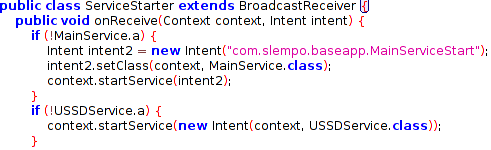 public class ServiceStarter extends BroadcastReceiver {
public void onReceive(Context context, Intent intent) {
if (!MainService.a) {
Intent intent2 = new Intent("com.slempo.baseapp.MainServiceStart");
intent2.setClass(context, MainService.class);
context.startService(intent2);
}
if (!USSDService.a) {
context.startService(new Intent(context, USSDService.class));
}